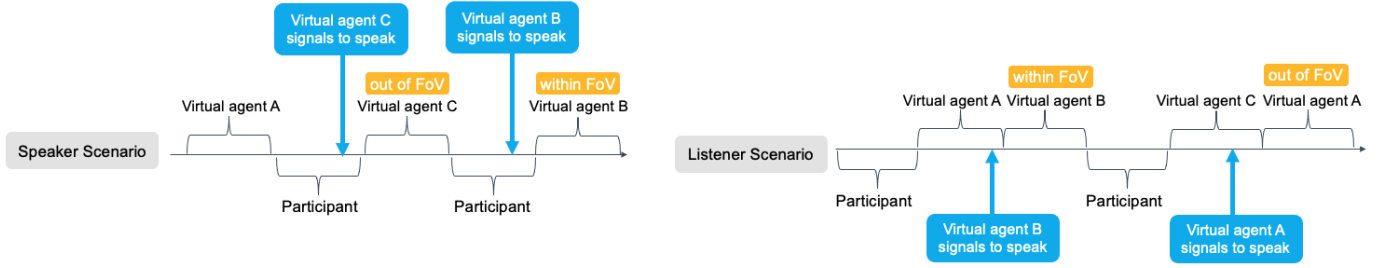 Virtual agent C
signals to speak
Virtual agent B
signals to speak
out of FoV
within FoV
Virtual agent A
Virtual agent C
Virtual agent B
Speaker Scenario
Participant
Participant
within FoV
out of FoV
Virtual agent A
Virtual agent B
Virtual agent C
Virtual agent A
Listener Scenario
Participant
Participant
Virtual agent B
signals to speak
Virtual agent A
signals to speak